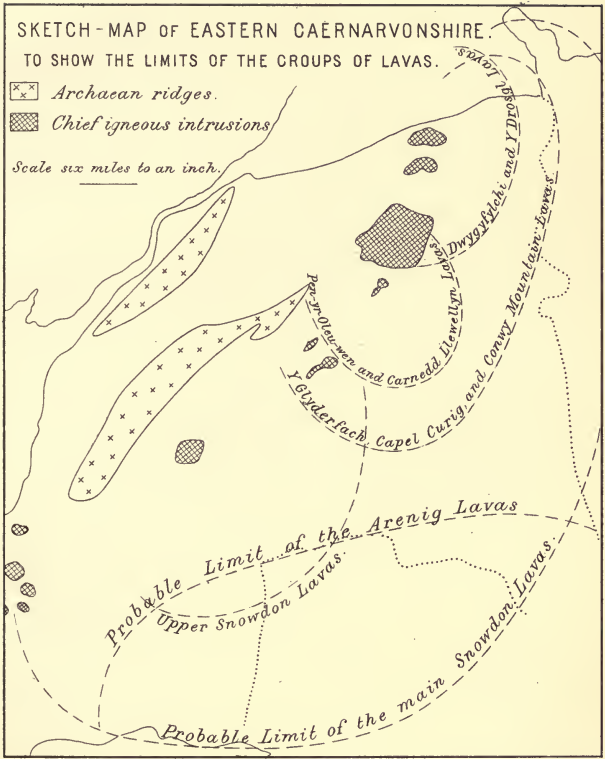 SKETCH-MAP OF EASTERN CAERNARVONSHIRE.
TO SHOW THE LIMITS OF THE GROUPS OF LAVAS.
Archaean ridges.
Chief igneous intrusions
Scale six miles to an inch.
Dwygyfylchi and Y Drosgl Lavas
Pen-yr-Oleu-wen and Carnedd Llewellyn Lavas
Y Glyderfach, Capel Curig, and Conwy Mountain Lavas
Probable Limit of the Arenig Lavas
Upper Snowdon Lavas.
Probable Limit of the main Snowdon Lavas.